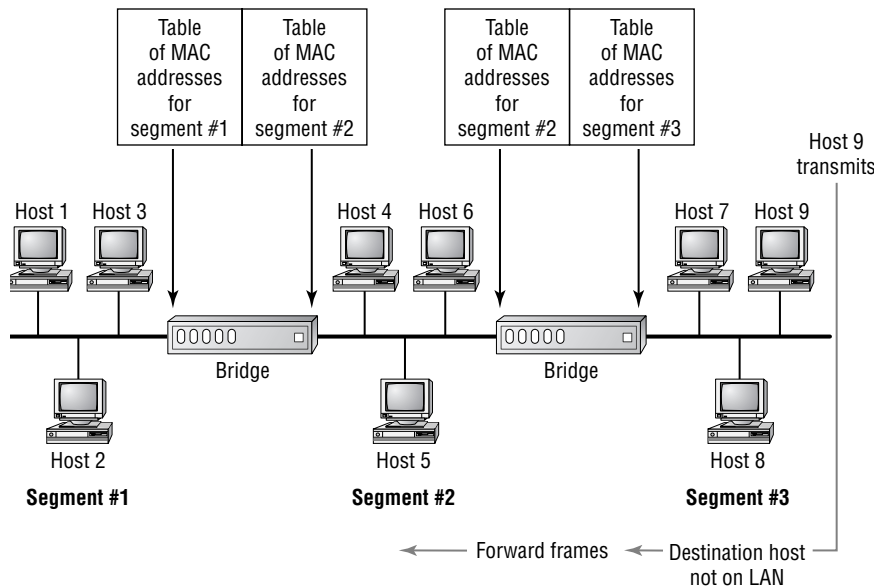 Table
of MAC
addresses
for
segment #1
Table
of MAC
addresses
for
segment #2
Table
of MAC
addresses
for
segment #2
Table
of MAC
addresses
for
segment #3
Host 9
transmits
Host 1
Host 3
Host 4
Host 6
Host 7
Host 9
Bridge
Bridge
Host 2
Host 5
Host 8
Segment #1
Segment #2
Segment #3
Forward frames
Destination host
not on LAN